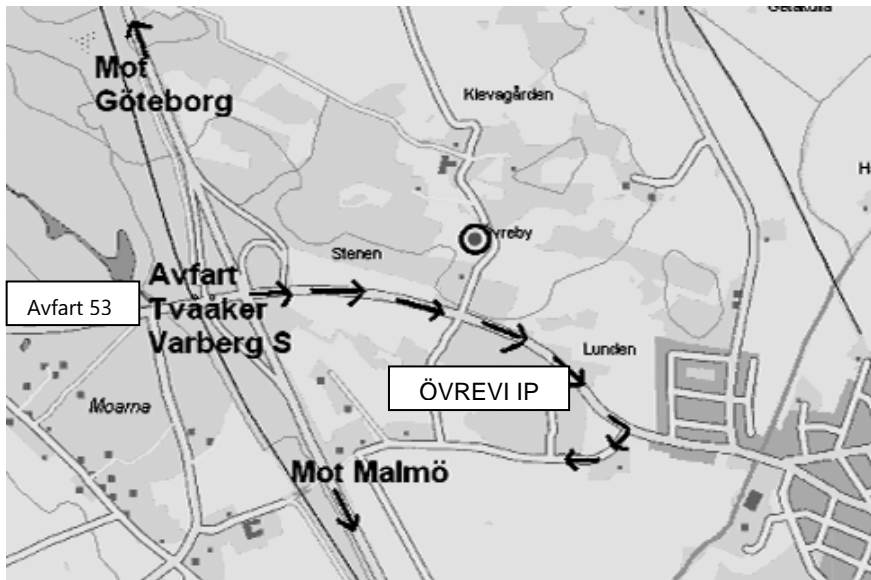 Mot
Göteborg
Klevagården
Stenen
Avfart
Tvååker
Varberg S
Avfart 53
Lunden
ÖVREVI IP
Moarna
Mot Malmö